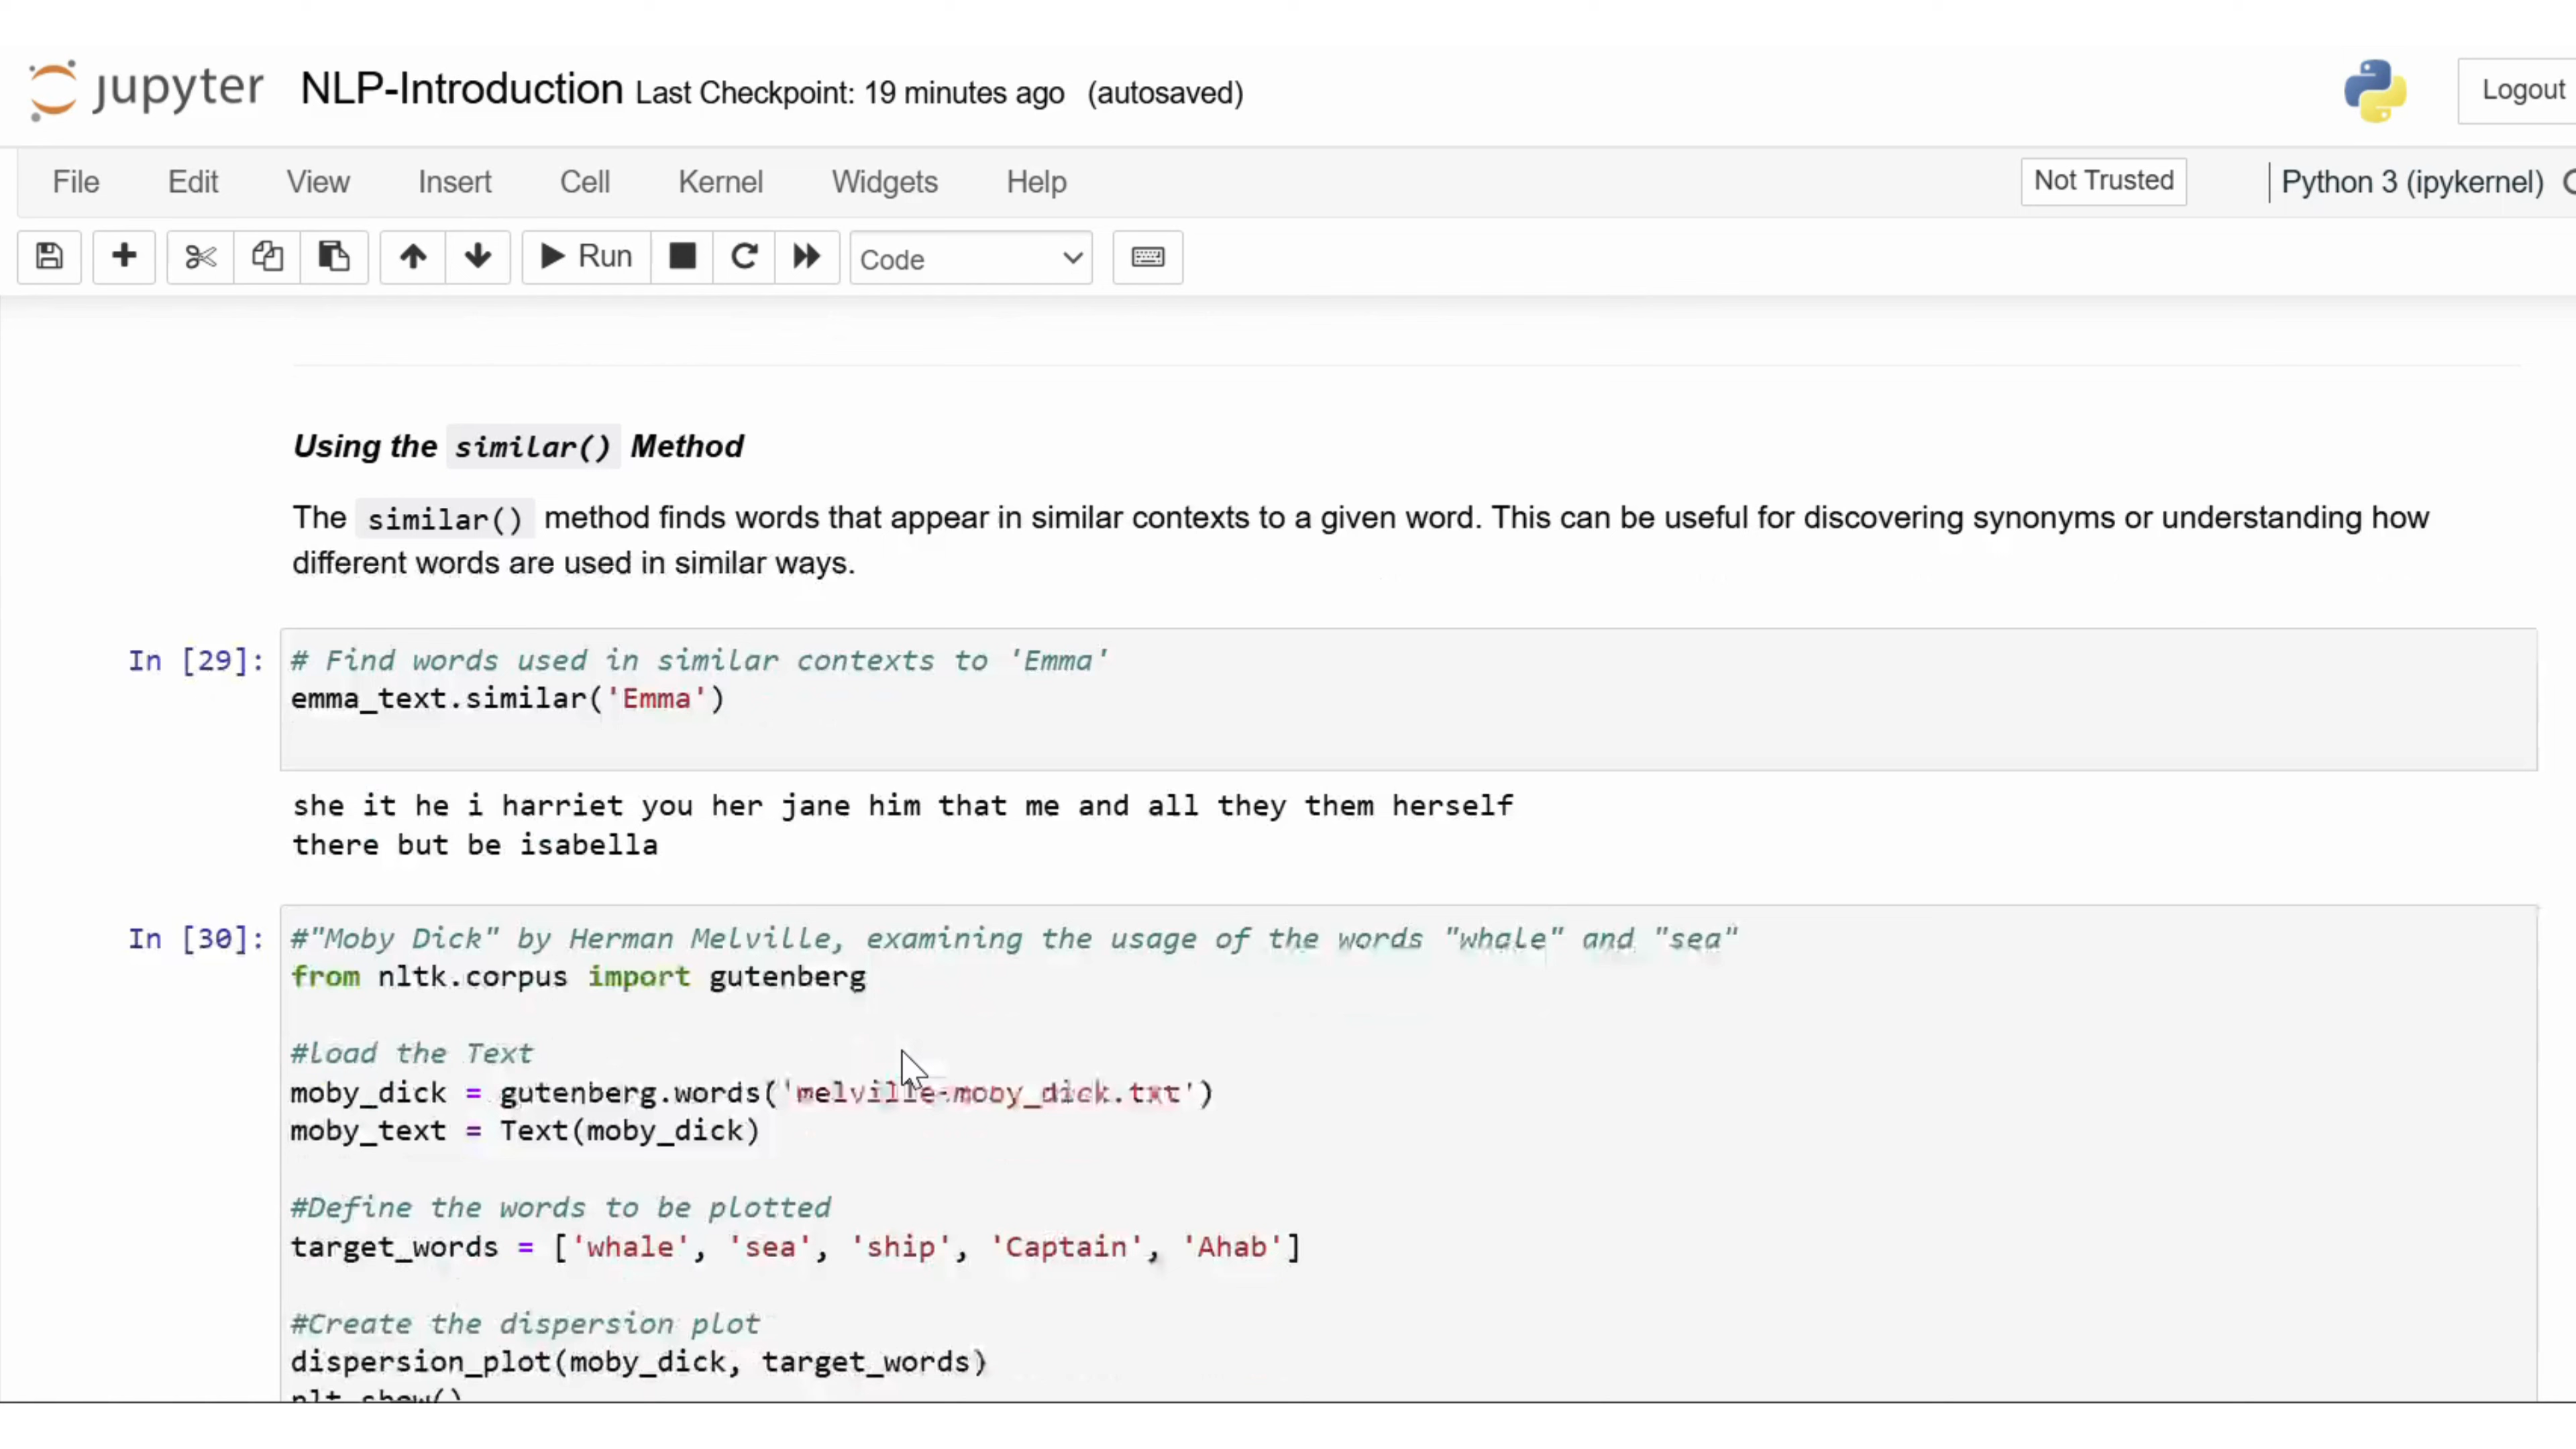 jupyter NLP-Introduction Last Checkpoint: 19 minutes ago (autosaved) Logout
File Edit View Insert Cell Kernel Widgets Help Not Trusted Python 3 (ipykernel)
Run Code
Using the similar() Method
The similar() method finds words that appear in similar contexts to a given word. This can be useful for discovering synonyms or understanding how
different words are used in similar ways.
In [29]: # Find words used in similar contexts to 'Emma'
emma_text.similar('Emma')
she it he i harriet you her jane him that me and all they them herself
there but be isabella
In [30]: #"Moby Dick" by Herman Melville, examining the usage of the words "whale" and "sea"
from nltk.corpus import gutenberg
#load the Text
moby_dick = gutenberg.words('melville-moby_dick.txt')
moby_text = Text(moby_dick)
#Define the words to be plotted
target_words = ['whale', 'sea', 'ship', 'Captain', 'Ahab']
#Create the dispersion plot
dispersion_plot(moby_dick, target_words)
plt.show()